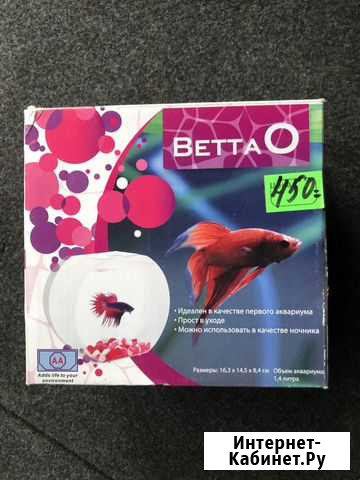 BETTA O
450=
• Идеален в качестве первого аквариума
• Прост в уходе
• Можно использовать в качестве ночника
AA
Adds life to your
environment
Размеры: 16,3 x 14,5 x 8,4 см
Объем аквариума:
1,4 литра
Интернет-
Кабинет.Ру